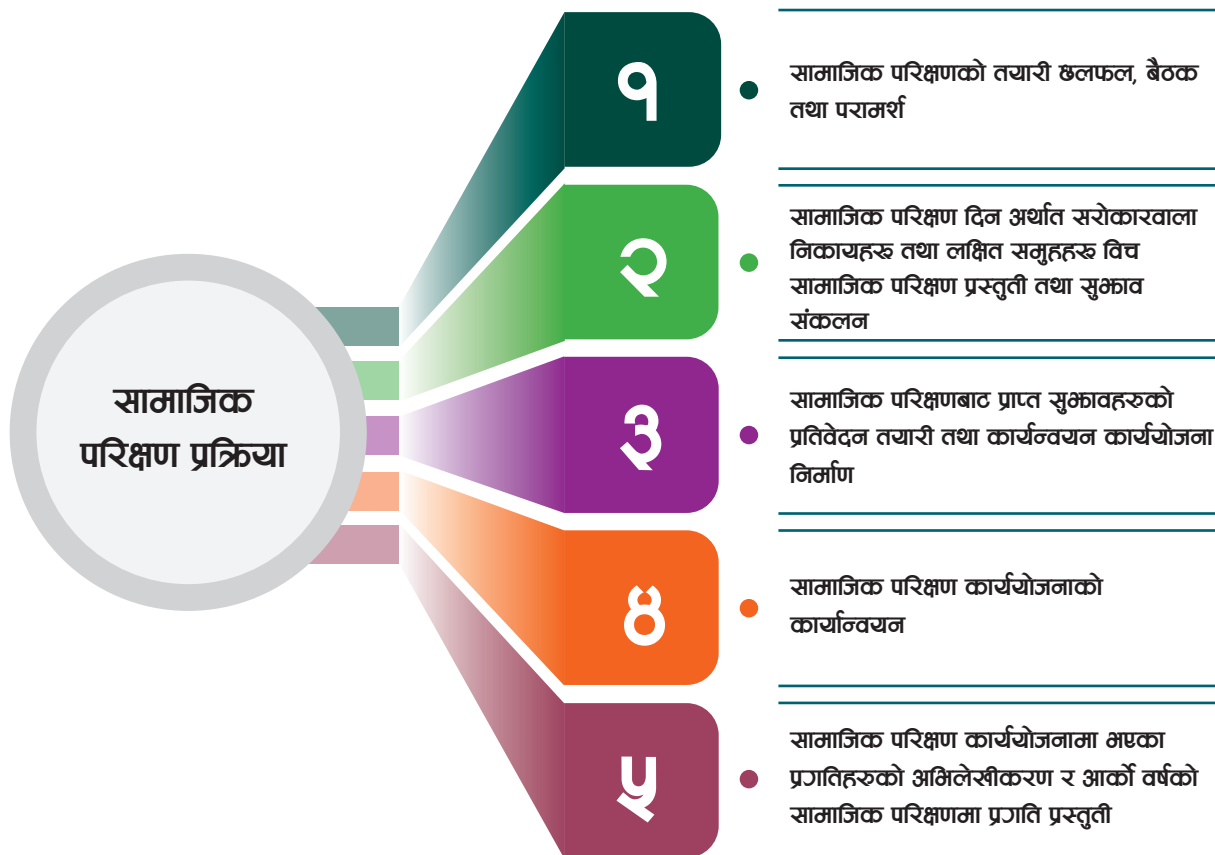 सामाजिक
परिक्षण प्रक्रिया
१
सामाजिक परिक्षणको तयारी छलफल, बैठक
तथा परामर्श
२
सामाजिक परिक्षण दिन अर्थात सरोकारवाला
निकायहरु तथा लक्षित समुहहरु विच
सामाजिक परिक्षण प्रस्तुती तथा सुझाव
संकलन
३
सामाजिक परिक्षणबाट प्राप्त सुझावहरुको
प्रतिवेदन तयारी तथा कार्यन्वयन कार्ययोजना
निर्माण
४
सामाजिक परिक्षण कार्ययोजनाको
कार्यान्वयन
५
सामाजिक परिक्षण कार्ययोजनामा भएका
प्रगतिहरुको अभिलेखीकरण र आर्को वर्षको
सामाजिक परिक्षणमा प्रगति प्रस्तुती